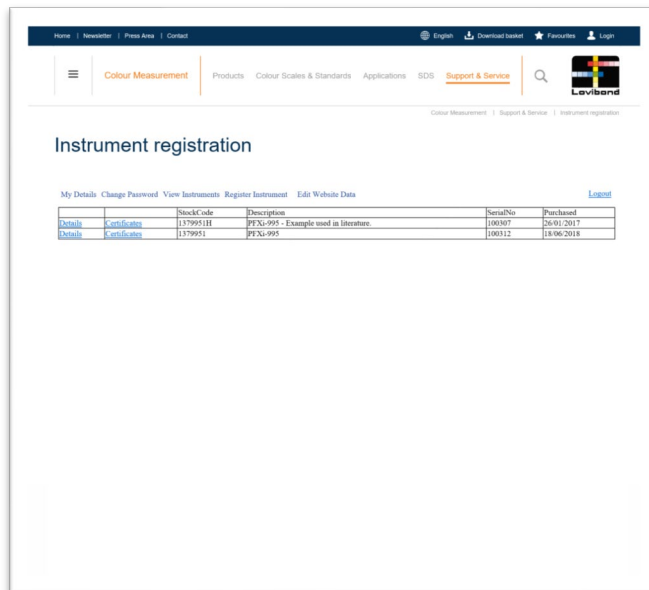 Home | Newsletter | Press Area | Contact English Download basket Favourites Login
Colour Measurement Products Colour Scales & Standards Applications SDS Support & Service
Lovibond
Colour Measurement | Support & Service | Instrument registration
Instrument registration
My Details Change Password View Instruments Register Instrument Edit Website Data Logout
StockCode Description SerialNo Purchased
Details Certificates 1379951H PFXi-995 - Example used in literature. 100307 26/01/2017
Details Certificates 1379951 PFXi-995 100312 18/06/2018